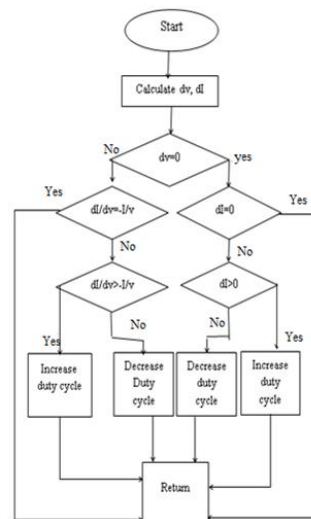 Start
Calculate dv, dI
No
dv=0
yes
Yes
dI/dv=-I/v
dI=0
Yes
No
No
dI/dv>-I/v
dI>0
No
No
Yes
Yes
Increase
duty cycle
Decrease
Duty
cycle
Decrease
duty
cycle
Increase
duty
cycle
Return